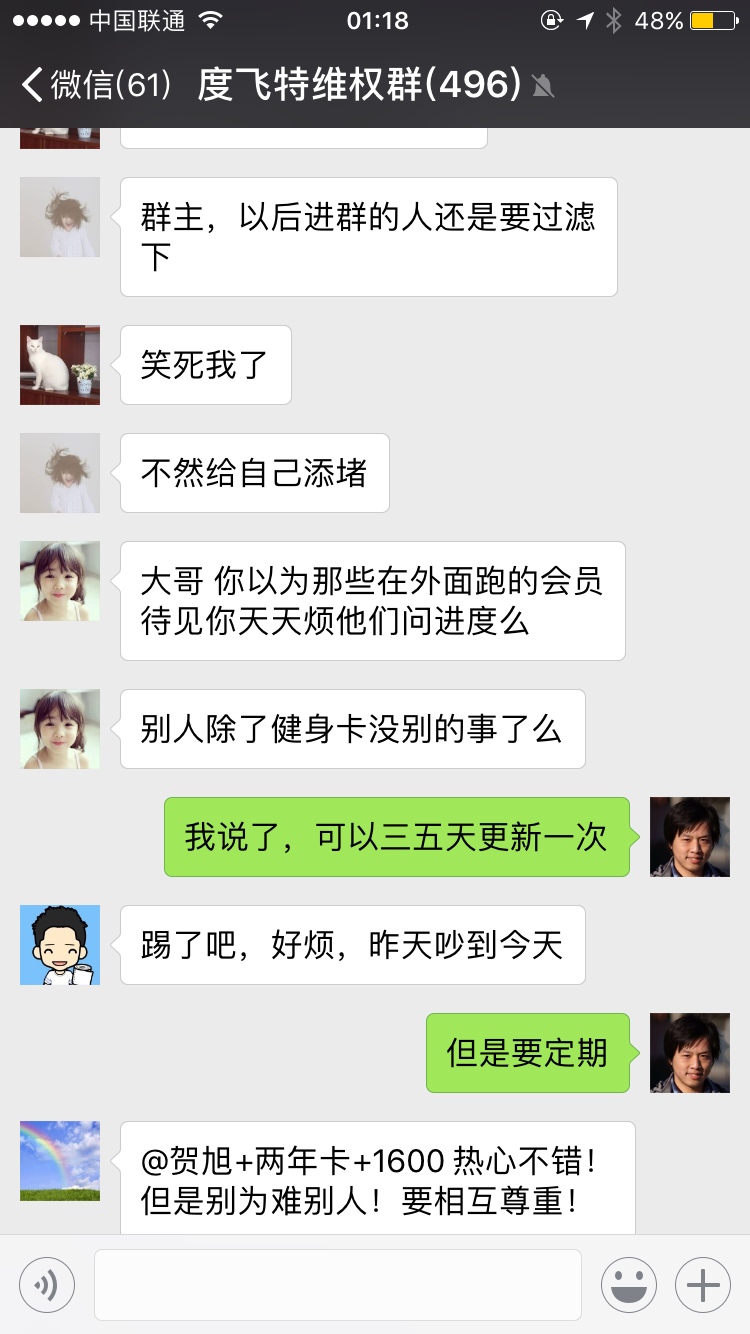 中国联通 01:18 48%
微信(61) 度飞特维权群(496)
群主，以后进群的人还是要过滤
下
笑死我了
不然给自己添堵
大哥 你以为那些在外面跑的会员
待见你天天烦他们问进度么
别人除了健身卡没别的事了么
我说了，可以三五天更新一次
踢了吧，好烦，昨天吵到今天
但是要定期
@贺旭+两年卡+1600 热心不错！
但是别为难别人！要相互尊重！